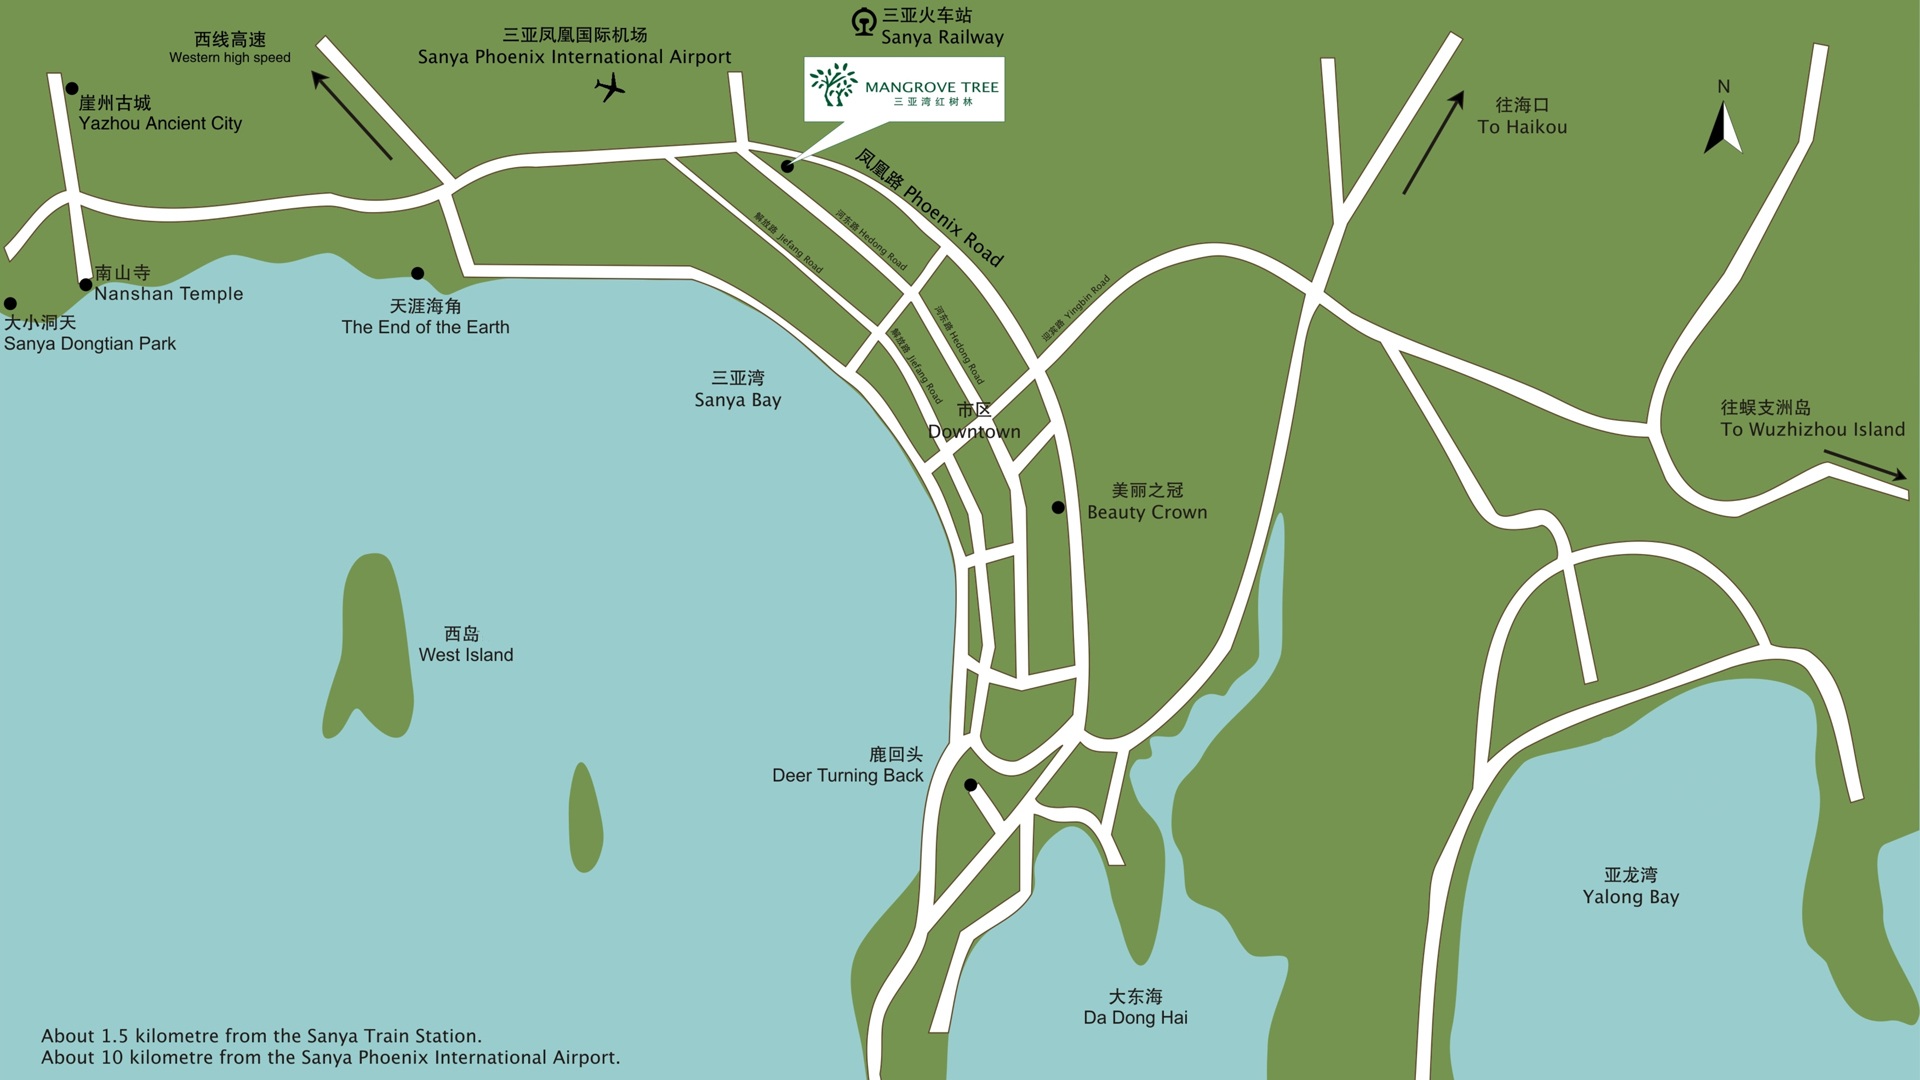 西线高速
Western high speed
三亚凤凰国际机场
Sanya Phoenix International Airport
三亚火车站
Sanya Railway
MANGROVE TREE
三亚湾红树林
崖州古城
Yazhou Ancient City
往海口
To Haikou
N
凤凰路 Phoenix Road
解放路 Jiefang Road
河东路 Hedong Road
南山寺
Nanshan Temple
大小洞天
Sanya Dongtian Park
天涯海角
The End of the Earth
迎宾路 Yingbin Road
河东路 Hedong Road
解放路 Jiefang Road
三亚湾
Sanya Bay
市区
Downtown
往蜈支洲岛
To Wuzhizhou Island
美丽之冠
Beauty Crown
西岛
West Island
鹿回头
Deer Turning Back
亚龙湾
Yalong Bay
大东海
Da Dong Hai
About 1.5 kilometre from the Sanya Train Station.
About 10 kilometre from the Sanya Phoenix International Airport.